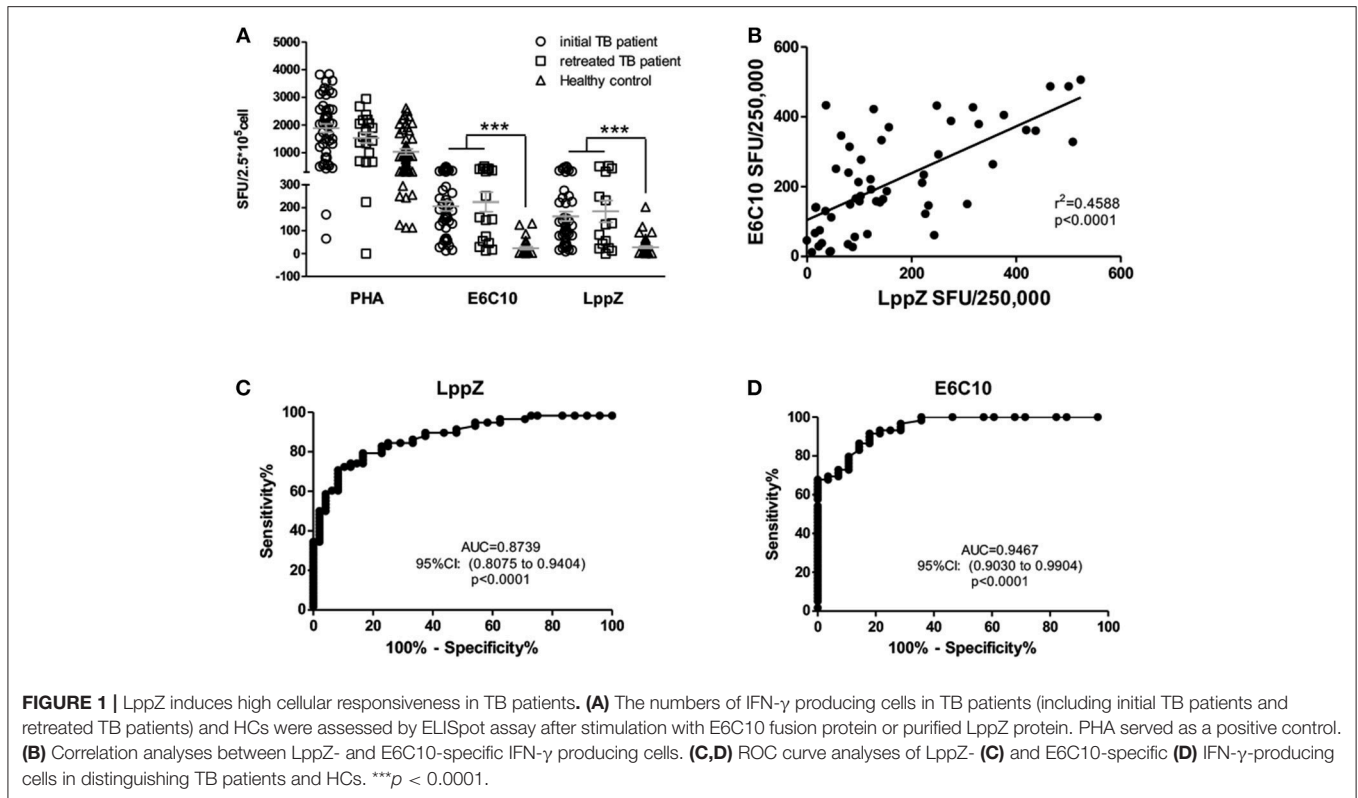 A
initial TB patient
retreated TB patient
Healthy control
5000
4000
3000
2000
1000
300
200
100
0
-100
SFU/2.5*10⁵cell
***
***
PHA
E6C10
LppZ
B
600
400
200
0
E6C10 SFU/250,000
r²=0.4588
p<0.0001
0
200
400
600
LppZ SFU/250,000
C
LppZ
100
80
60
40
20
0
Sensitivity%
AUC=0.8739
95%CI: (0.8075 to 0.9404)
p<0.0001
0
20
40
60
80
100
100% - Specificity%
D
E6C10
100
80
60
40
20
0
Sensitivity%
AUC=0.9467
95%CI: (0.9030 to 0.9904)
p<0.0001
0
20
40
60
80
100
100% - Specificity%
FIGURE 1 | LppZ induces high cellular responsiveness in TB patients. (A) The numbers of IFN-γ producing cells in TB patients (including initial TB patients and
retreated TB patients) and HCs were assessed by ELISpot assay after stimulation with E6C10 fusion protein or purified LppZ protein. PHA served as a positive control.
(B) Correlation analyses between LppZ- and E6C10-specific IFN-γ producing cells. (C,D) ROC curve analyses of LppZ- (C) and E6C10-specific (D) IFN-γ-producing
cells in distinguishing TB patients and HCs. ***p < 0.0001.